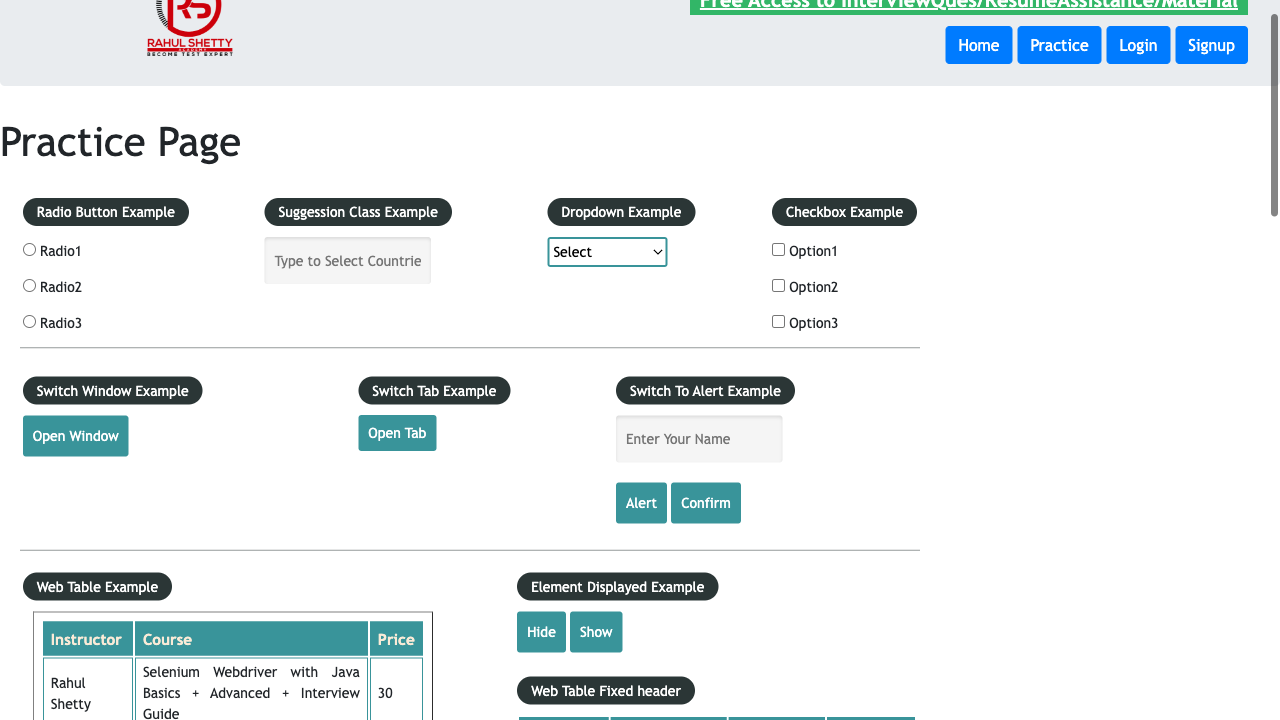 Free Access to InterviewQues/ResumeAssistance/Material
RAHUL SHETTY
ACADEMY
BECOME TEST EXPERT
Home Practice Login Signup
Practice Page
Radio Button Example Suggession Class Example Dropdown Example Checkbox Example
Radio1 Type to Select Countrie Select Option1
Radio2 Option2
Radio3 Option3
Switch Window Example Switch Tab Example Switch To Alert Example
Open Window Open Tab Enter Your Name
Alert Confirm
Web Table Example Element Displayed Example
Instructor Course Price Hide Show
Rahul Shetty Selenium Webdriver with Java 30
Basics + Advanced + Interview
Guide
Web Table Fixed header